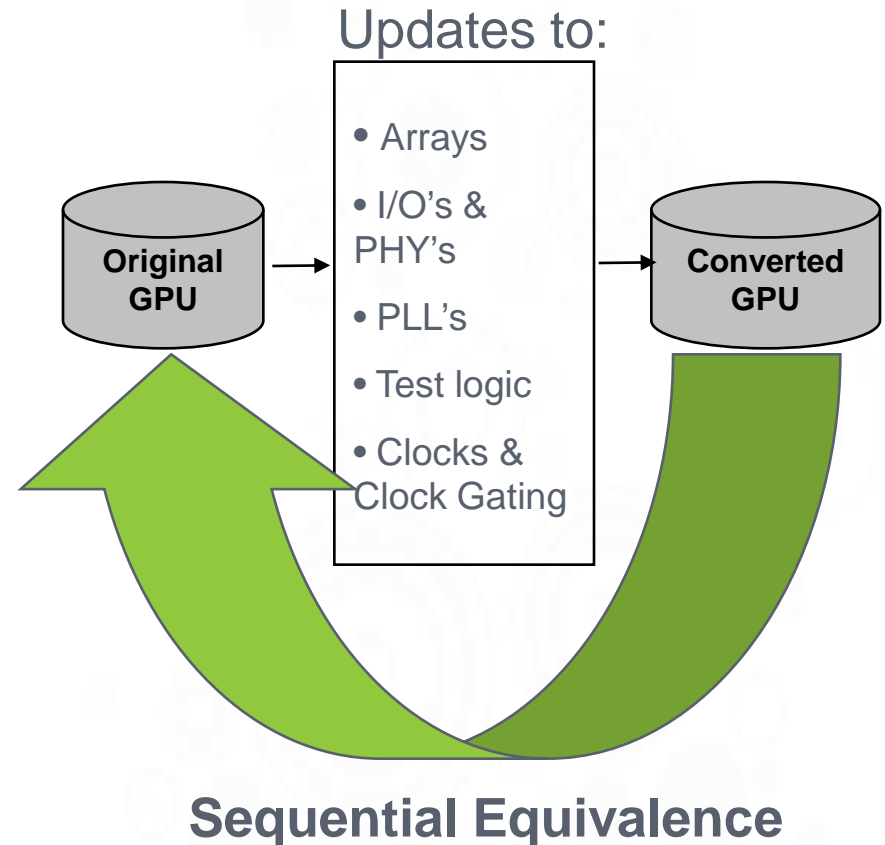 Updates to:
• Arrays
• I/O's &
PHY's
• PLL's
• Test logic
• Clocks &
Clock Gating
Original
GPU
Converted
GPU
Sequential Equivalence